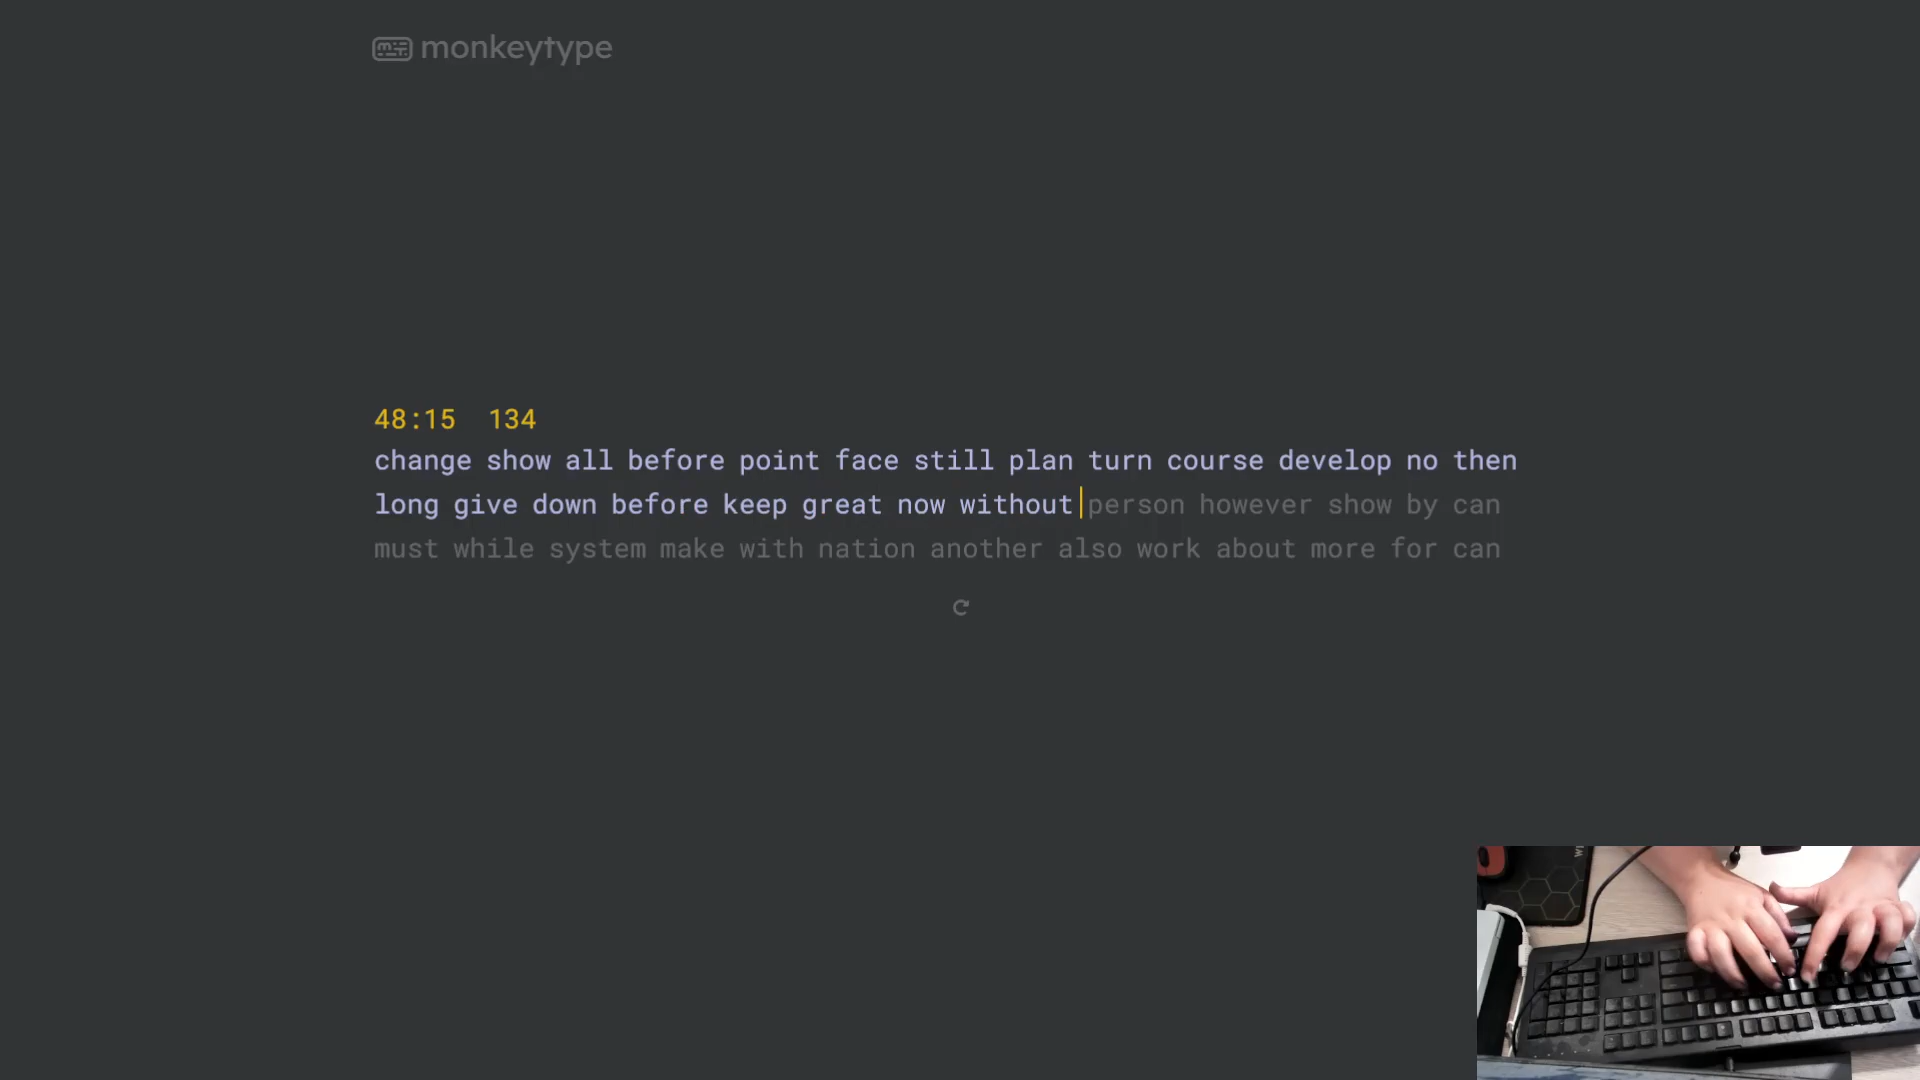 monkeytype
48:15 134
change show all before point face still plan turn course develop no then
long give down before keep great now without person however show by can
must while system make with nation another also work about more for can